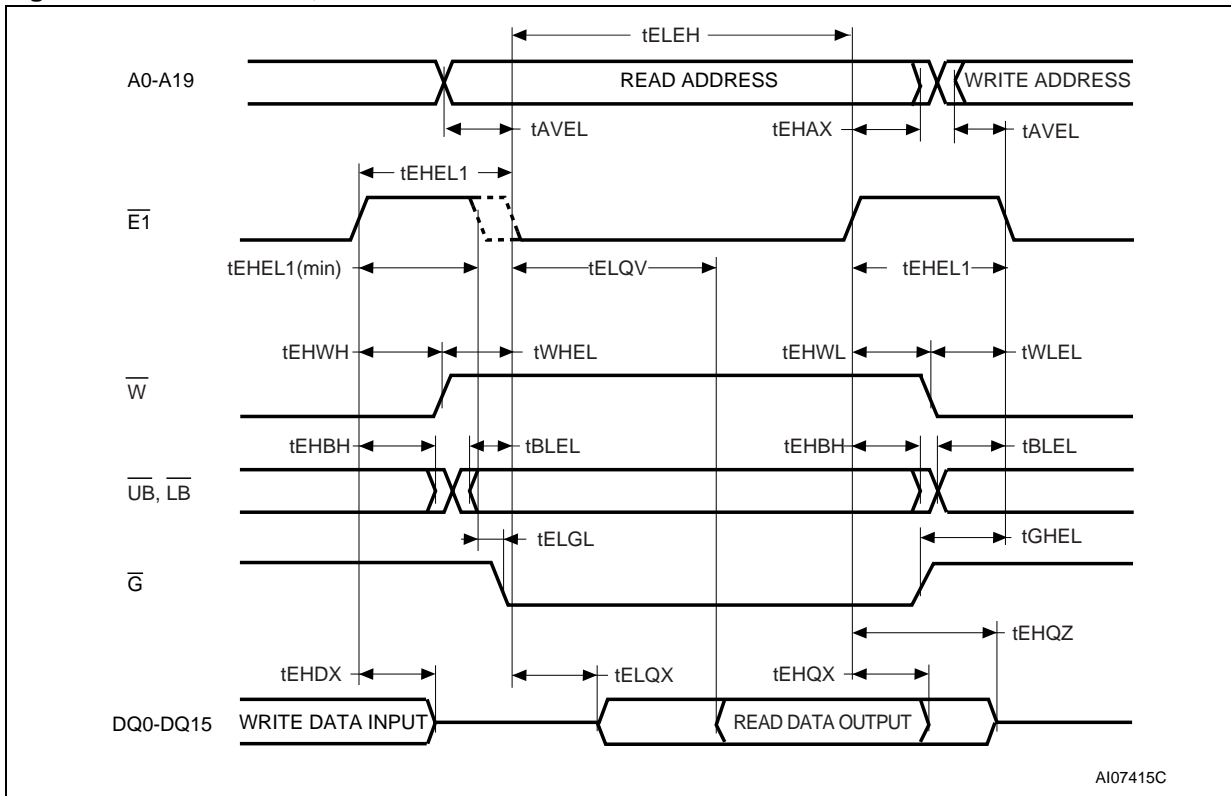 tELEH
A0-A19 READ ADDRESS WRITE ADDRESS
tAVEL tEHAX tAVEL
tEHEL1
E1
tEHEL1(min) tELQV tEHEL1
tEHWH tWHEL tEHWL tWLEL
W
tEHBH tBLEL tEHBH tBLEL
UB, LB
tELGL tGHEL
G
tEHQZ
tEHDX tELQX tEHQX
DQ0-DQ15 WRITE DATA INPUT READ DATA OUTPUT
AI07415C